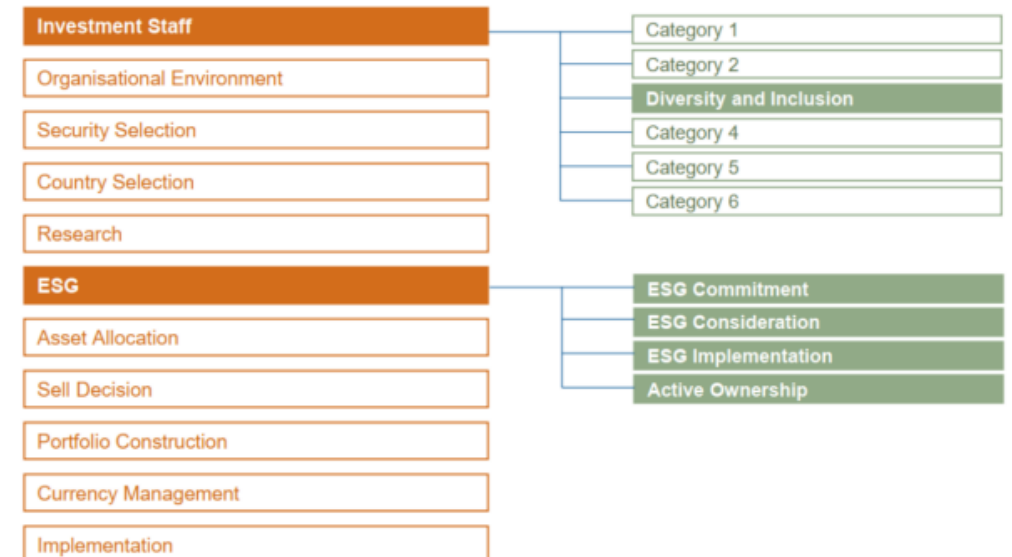 Investment Staff
Organisational Environment
Security Selection
Country Selection
Research
ESG
Asset Allocation
Sell Decision
Portfolio Construction
Currency Management
Implementation
Category 1
Category 2
Diversity and Inclusion
Category 4
Category 5
Category 6
ESG Commitment
ESG Consideration
ESG Implementation
Active Ownership